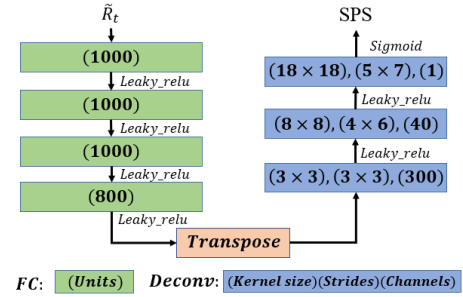 R̃_t
(1000)
Leaky_relu
(1000)
Leaky_relu
(1000)
Leaky_relu
(800)
Leaky_relu
Transpose
SPS
Sigmoid
(18 × 18), (5 × 7), (1)
Leaky_relu
(8 × 8), (4 × 6), (40)
Leaky_relu
(3 × 3), (3 × 3), (300)
FC: (Units) Deconv: (Kernel size)(Strides)(Channels)